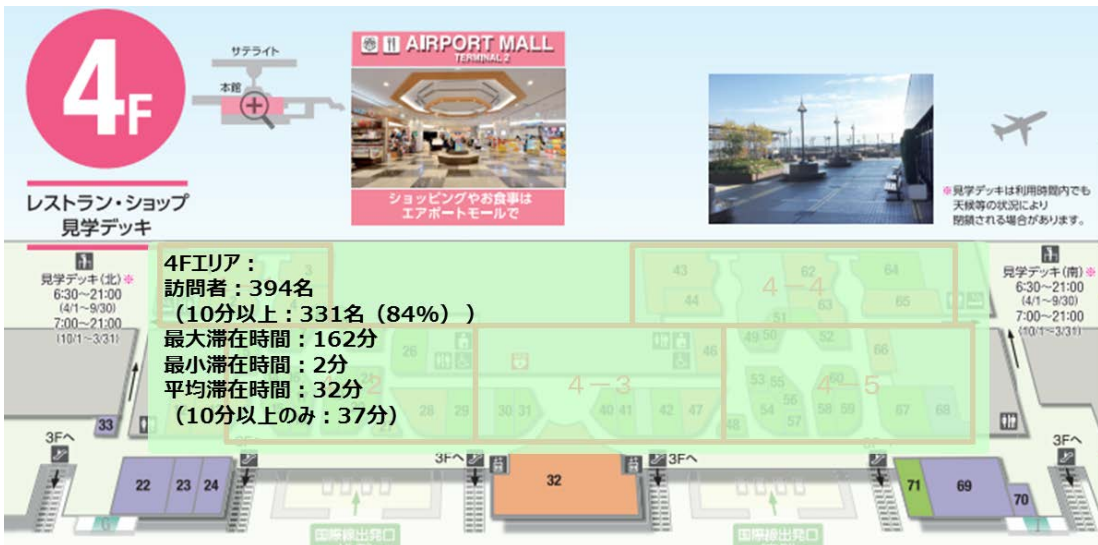 4F
サテライト
本館
レストラン・ショップ
見学デッキ
AIRPORT MALL
TERMINAL 2
ショッピングやお食事は
エアポートモールで
※見学デッキは利用時間内でも
天候等の状況により
閉鎖される場合があります。
見学デッキ(北)※
6:30〜21:00
(4/1〜9/30)
7:00〜21:00
(10/1〜3/31)
4Fエリア：
訪問者：394名
（10分以上：331名（84%））
最大滞在時間：162分
最小滞在時間：2分
平均滞在時間：32分
（10分以上のみ：37分）
見学デッキ(南)※
6:30〜21:00
(4/1〜9/30)
7:00〜21:00
(10/1〜3/31)
3
43
44
62
64
4－4
51
63
65
26
46
49 50
52
66
4－3
53 55
56
60
4－5
28
29
30 31
40 41
42
47
48
54
57
58 59
67
68
33
3Fへ
3Fへ
3Fへ
3Fへ
22
23
24
32
71
69
70
国際線出発口
国際線出発口